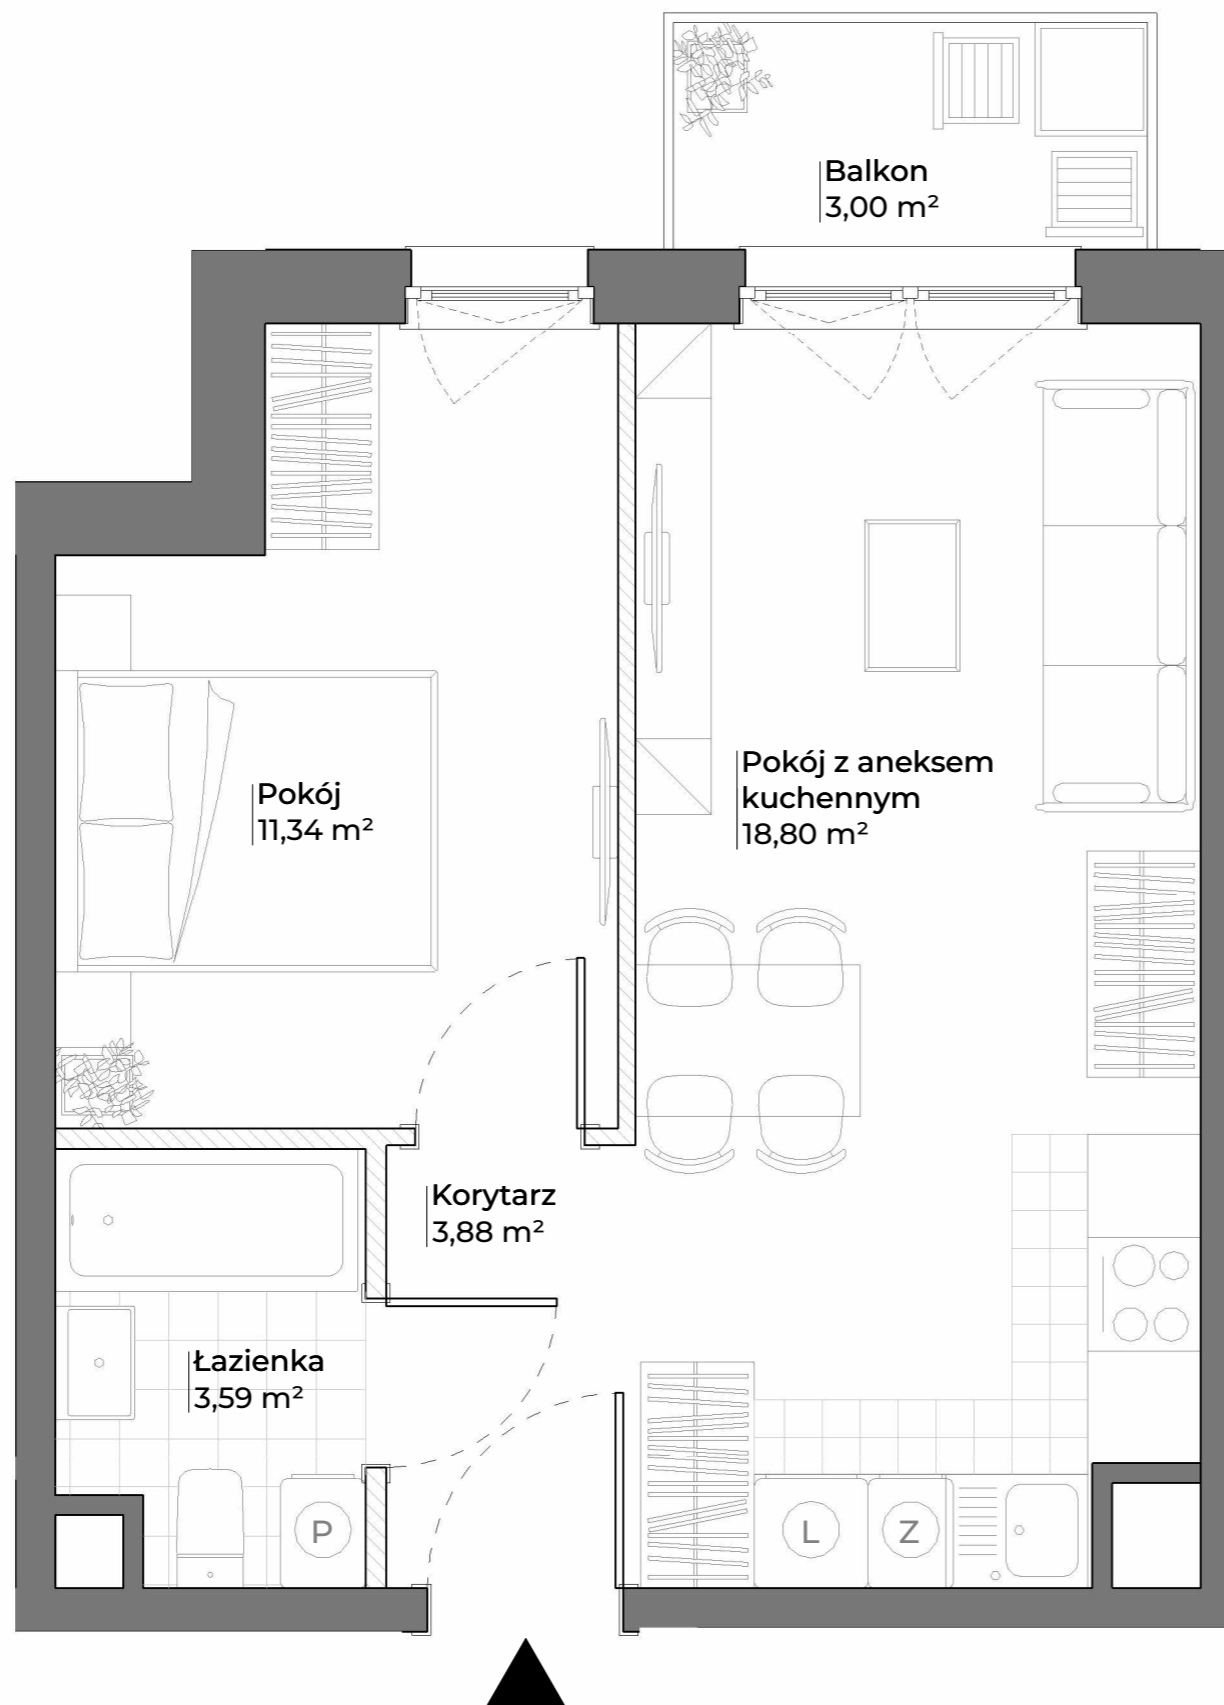 Balkon
3,00 m²
Pokój
11,34 m²
Pokój z aneksem
kuchennym
18,80 m²
Korytarz
3,88 m²
Łazienka
3,59 m²
P
L
Z